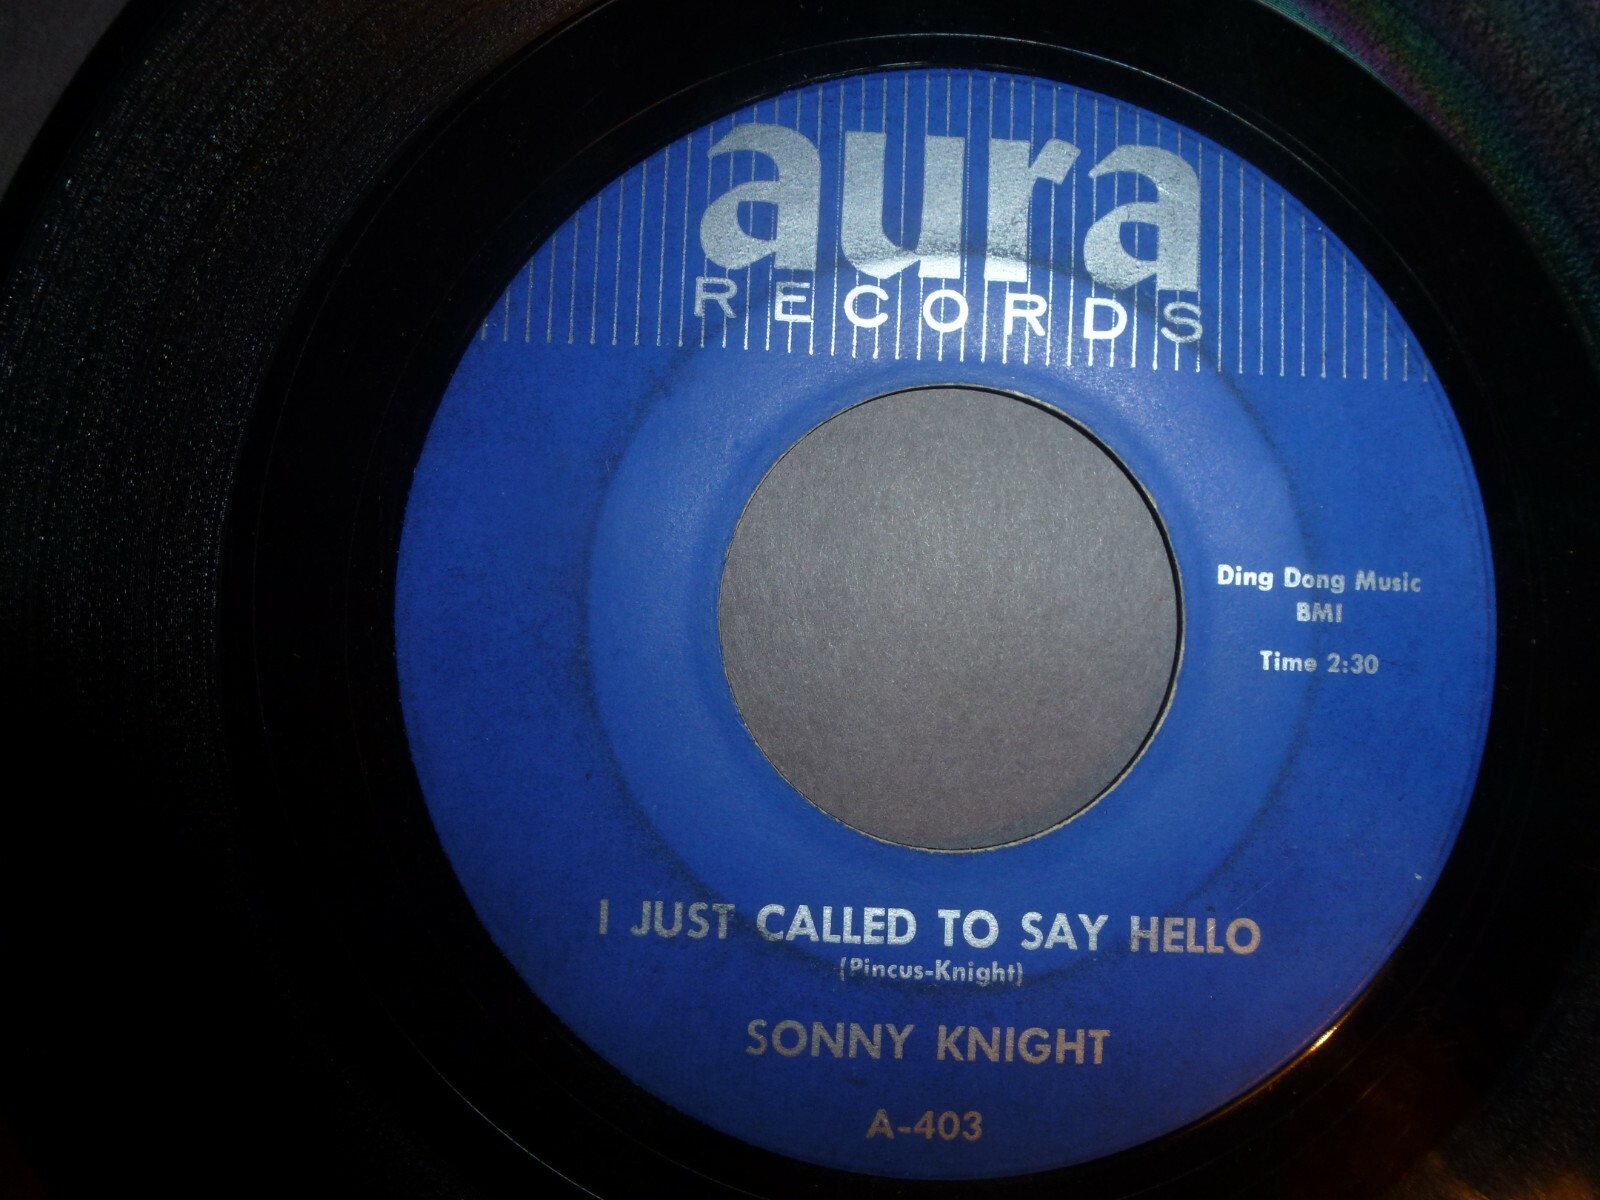 aura
RECORDS
Ding Dong Music
BMI
Time 2:30
I JUST CALLED TO SAY HELLO
(Pincus-Knight)
SONNY KNIGHT
A-403